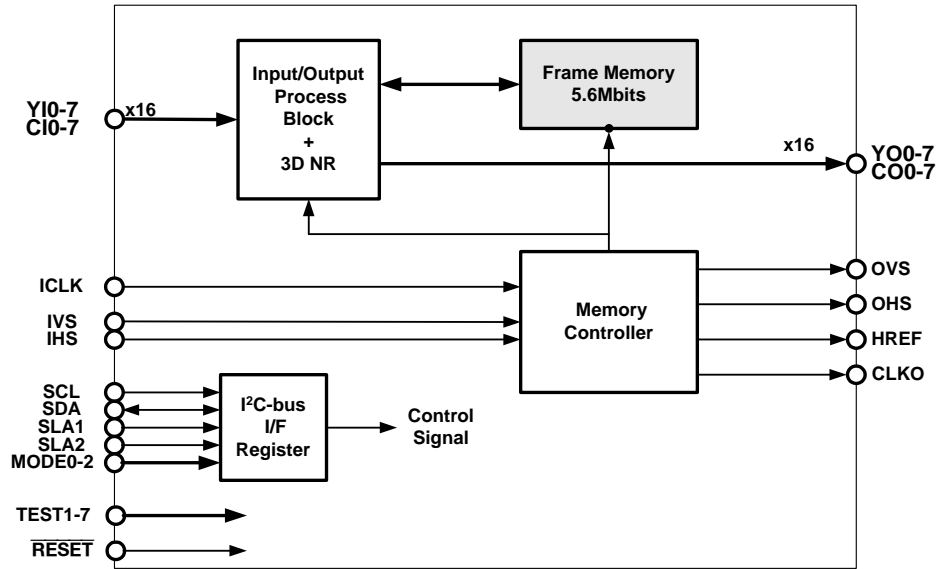 Input/Output
Process
Block
+
3D NR
Frame Memory
5.6Mbits
YI0-7
CI0-7
x16
x16
YO0-7
CO0-7
ICLK
IVS
IHS
Memory
Controller
OVS
OHS
HREF
CLKO
SCL
SDA
SLA1
SLA2
MODE0-2
I²C-bus
I/F
Register
Control
Signal
TEST1-7
RESET